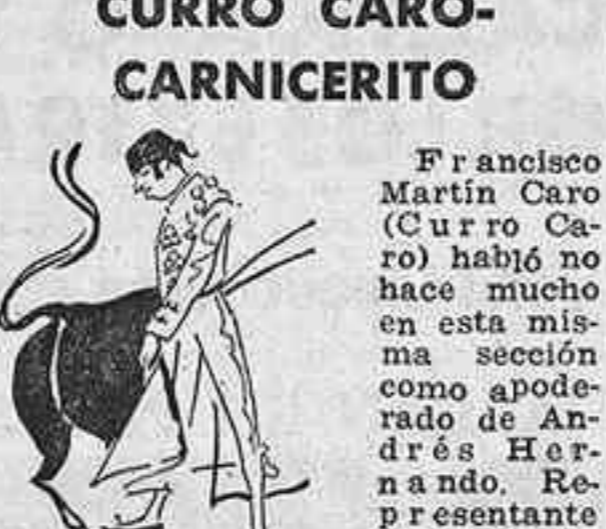 CURRO CARO-
CARNICERITO
Francisco
Martín Caro
(Curro Ca-
ro) habló no
hace mucho
en esta mis-
ma sección
como apode-
rado de An-
drés Her-
nando. Re-
presentante